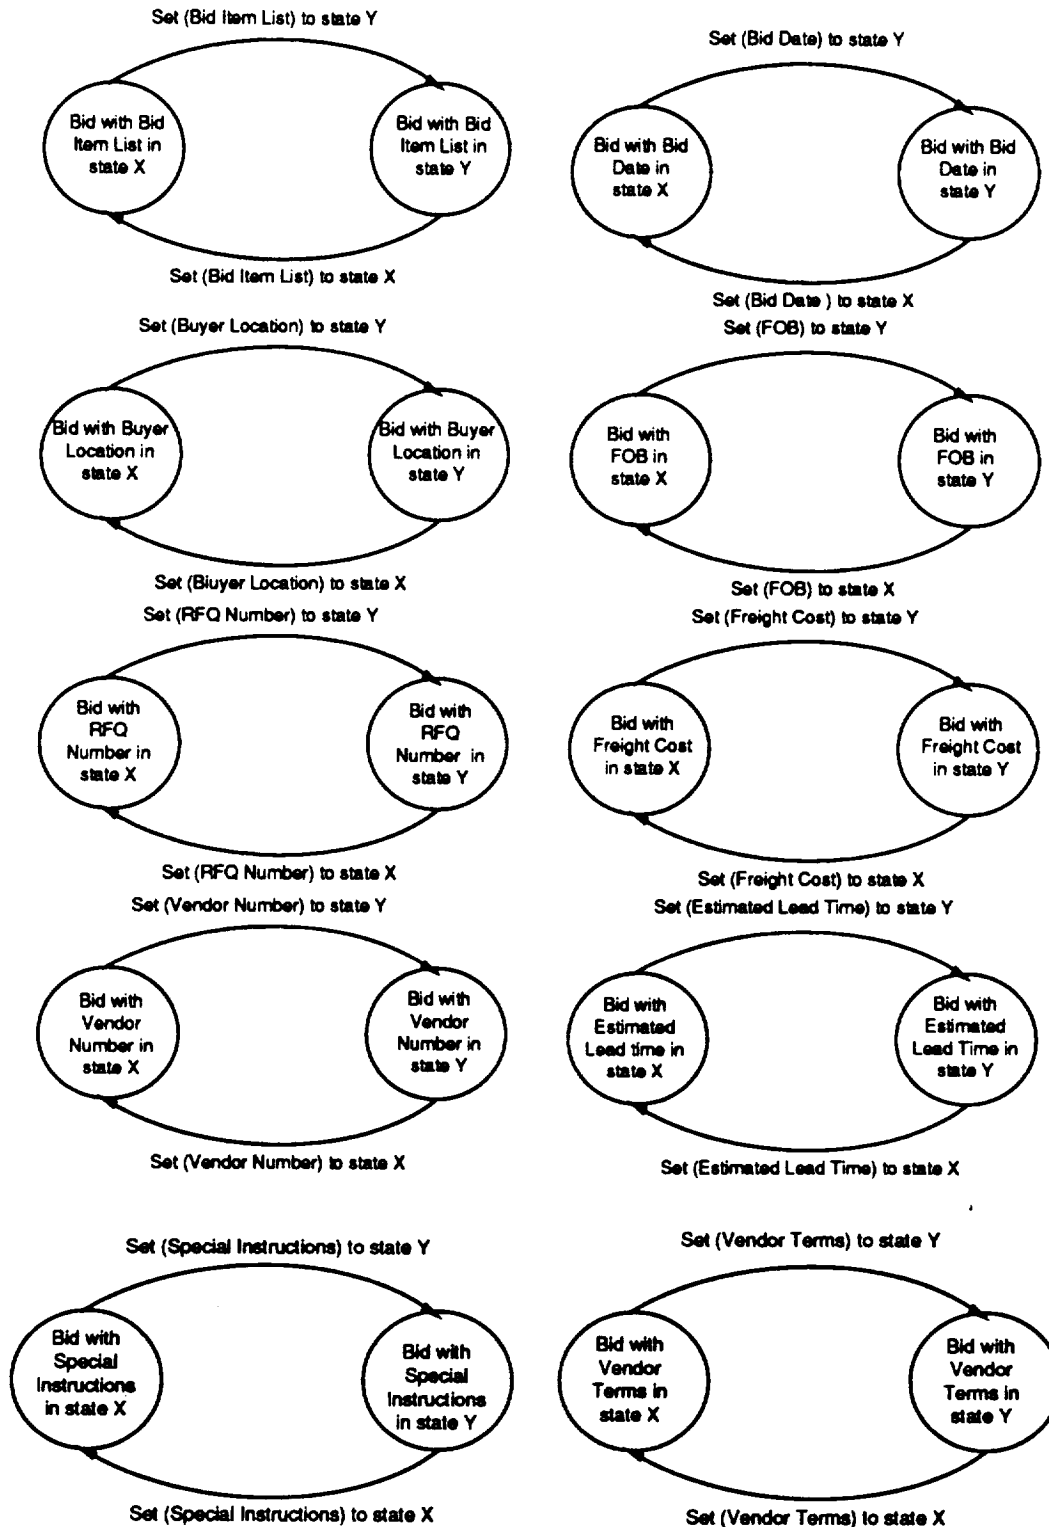 Set (Bid Item List) to state Y
Bid with Bid
Item List in
state X
Bid with Bid
Item List in
state Y
Set (Bid Item List) to state X
Set (Bid Date) to state Y
Bid with Bid
Date in
state X
Bid with Bid
Date in
state Y
Set (Bid Date ) to state X
Set (Buyer Location) to state Y
Bid with Buyer
Location in
state X
Bid with Buyer
Location in
state Y
Set (Biuyer Location) to state X
Set (FOB) to state Y
Bid with
FOB in
state X
Bid with
FOB in
state Y
Set (FOB) to state X
Set (RFQ Number) to state Y
Bid with
RFQ
Number in
state X
Bid with
RFQ
Number in
state Y
Set (RFQ Number) to state X
Set (Freight Cost) to state Y
Bid with
Freight Cost
in state X
Bid with
Freight Cost
in state Y
Set (Freight Cost) to state X
Set (Vendor Number) to state Y
Bid with
Vendor
Number in
state X
Bid with
Vendor
Number in
state Y
Set (Vendor Number) to state X
Set (Estimated Lead Time) to state Y
Bid with
Estimated
Lead time in
state X
Bid with
Estimated
Lead Time in
state Y
Set (Estimated Lead Time) to state X
Set (Special Instructions) to state Y
Bid with
Special
Instructions
in state X
Bid with
Special
Instructions
in state Y
Set (Special Instructions) to state X
Set (Vendor Terms) to state Y
Bid with
Vendor
Terms in
state X
Bid with
Vendor
Terms in
state Y
Set (Vendor Terms) to state X